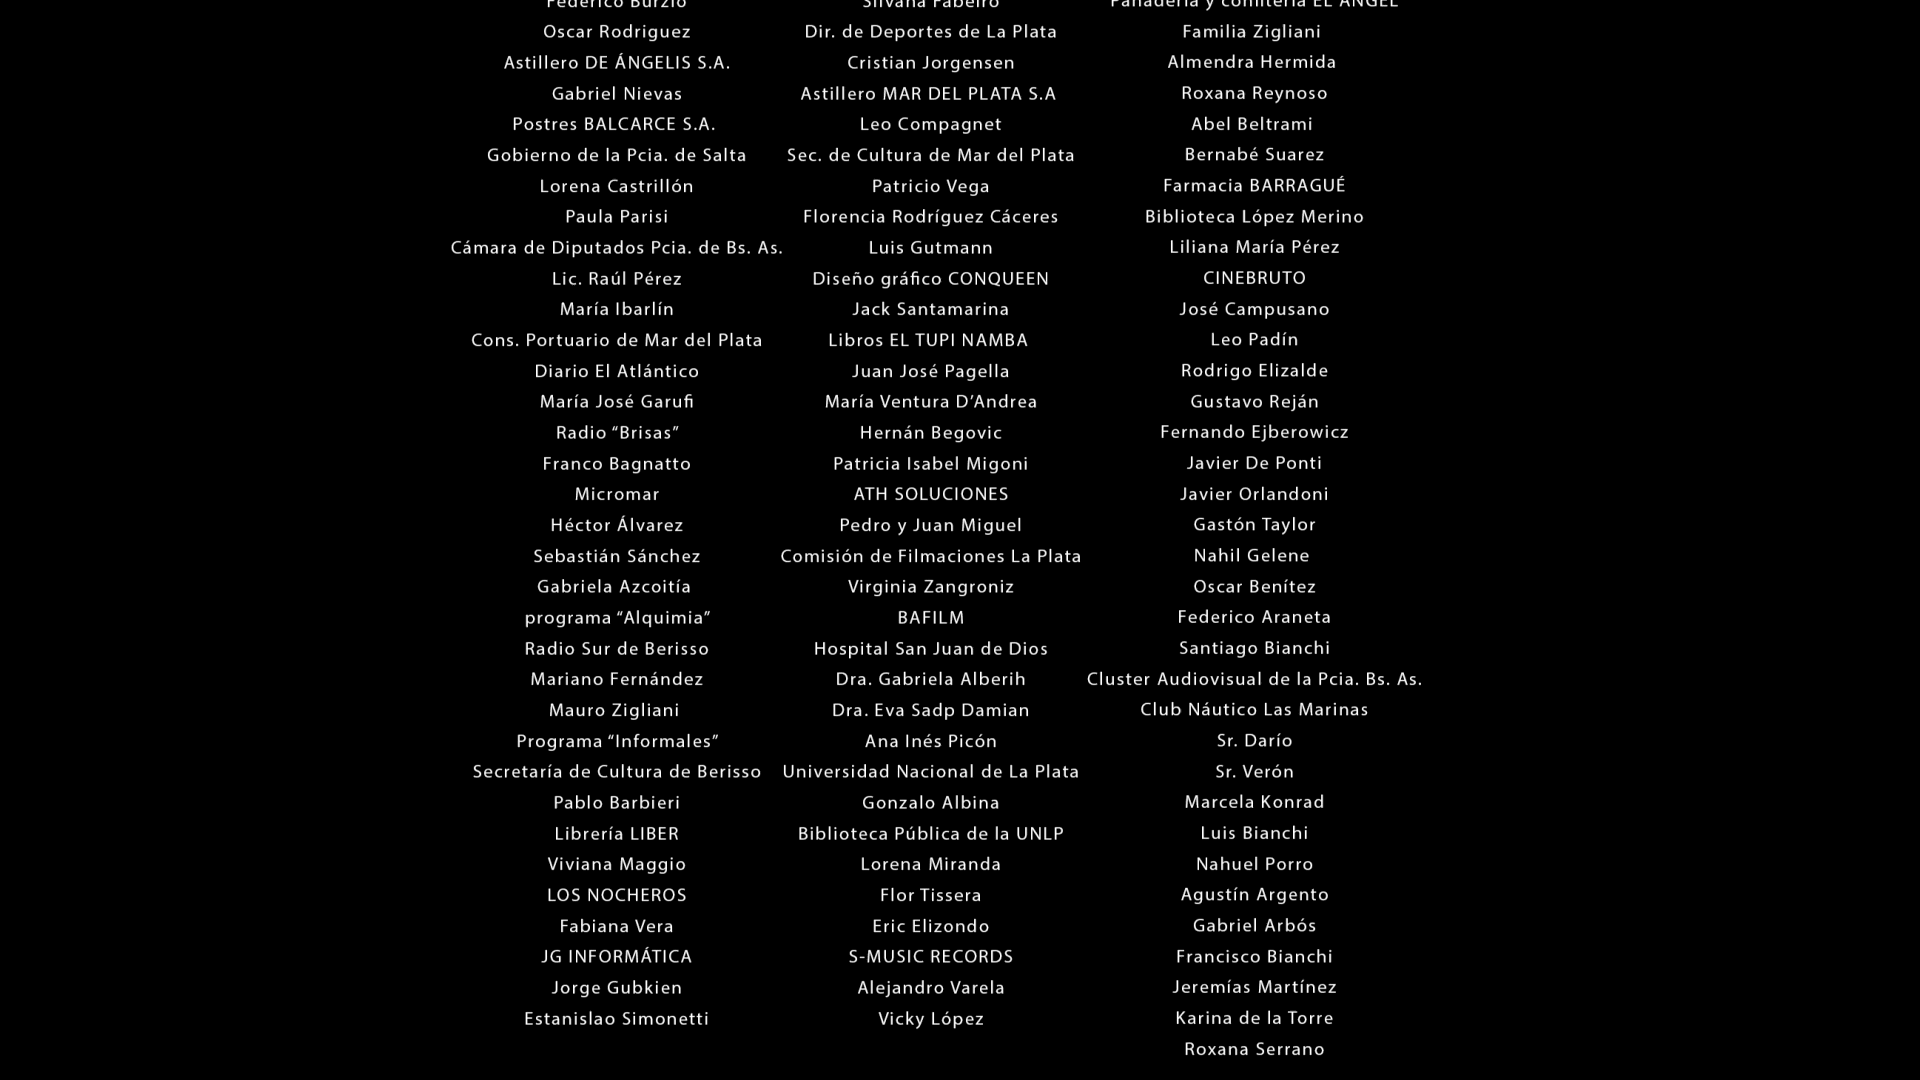 Federico Burzio
Oscar Rodriguez
Astillero DE ÁNGELIS S.A.
Gabriel Nievas
Postres BALCARCE S.A.
Gobierno de la Pcia. de Salta
Lorena Castrillón
Paula Parisi
Cámara de Diputados Pcia. de Bs. As.
Lic. Raúl Pérez
María Ibarlín
Cons. Portuario de Mar del Plata
Diario El Atlántico
María José Garufi
Radio “Brisas”
Franco Bagnatto
Micromar
Héctor Álvarez
Sebastián Sánchez
Gabriela Azcoitía
programa “Alquimia”
Radio Sur de Berisso
Mariano Fernández
Mauro Zigliani
Programa “Informales”
Secretaría de Cultura de Berisso
Pablo Barbieri
Librería LIBER
Viviana Maggio
LOS NOCHEROS
Fabiana Vera
JG INFORMÁTICA
Jorge Gubkien
Estanislao Simonetti
Silvana Fabeiro
Dir. de Deportes de La Plata
Cristian Jorgensen
Astillero MAR DEL PLATA S.A
Leo Compagnet
Sec. de Cultura de Mar del Plata
Patricio Vega
Florencia Rodríguez Cáceres
Luis Gutmann
Diseño gráfico CONQUEEN
Jack Santamarina
Libros EL TUPI NAMBA
Juan José Pagella
María Ventura D’Andrea
Hernán Begovic
Patricia Isabel Migoni
ATH SOLUCIONES
Pedro y Juan Miguel
Comisión de Filmaciones La Plata
Virginia Zangroniz
BAFILM
Hospital San Juan de Dios
Dra. Gabriela Alberih
Dra. Eva Sadp Damian
Ana Inés Picón
Universidad Nacional de La Plata
Gonzalo Albina
Biblioteca Pública de la UNLP
Lorena Miranda
Flor Tissera
Eric Elizondo
S-MUSIC RECORDS
Alejandro Varela
Vicky López
Panadería y confitería EL ÁNGEL
Familia Zigliani
Almendra Hermida
Roxana Reynoso
Abel Beltrami
Bernabé Suarez
Farmacia BARRAGUÉ
Biblioteca López Merino
Liliana María Pérez
CINEBRUTO
José Campusano
Leo Padín
Rodrigo Elizalde
Gustavo Reján
Fernando Ejberowicz
Javier De Ponti
Javier Orlandoni
Gastón Taylor
Nahil Gelene
Oscar Benítez
Federico Araneta
Santiago Bianchi
Cluster Audiovisual de la Pcia. Bs. As.
Club Náutico Las Marinas
Sr. Darío
Sr. Verón
Marcela Konrad
Luis Bianchi
Nahuel Porro
Agustín Argento
Gabriel Arbós
Francisco Bianchi
Jeremías Martínez
Karina de la Torre
Roxana Serrano